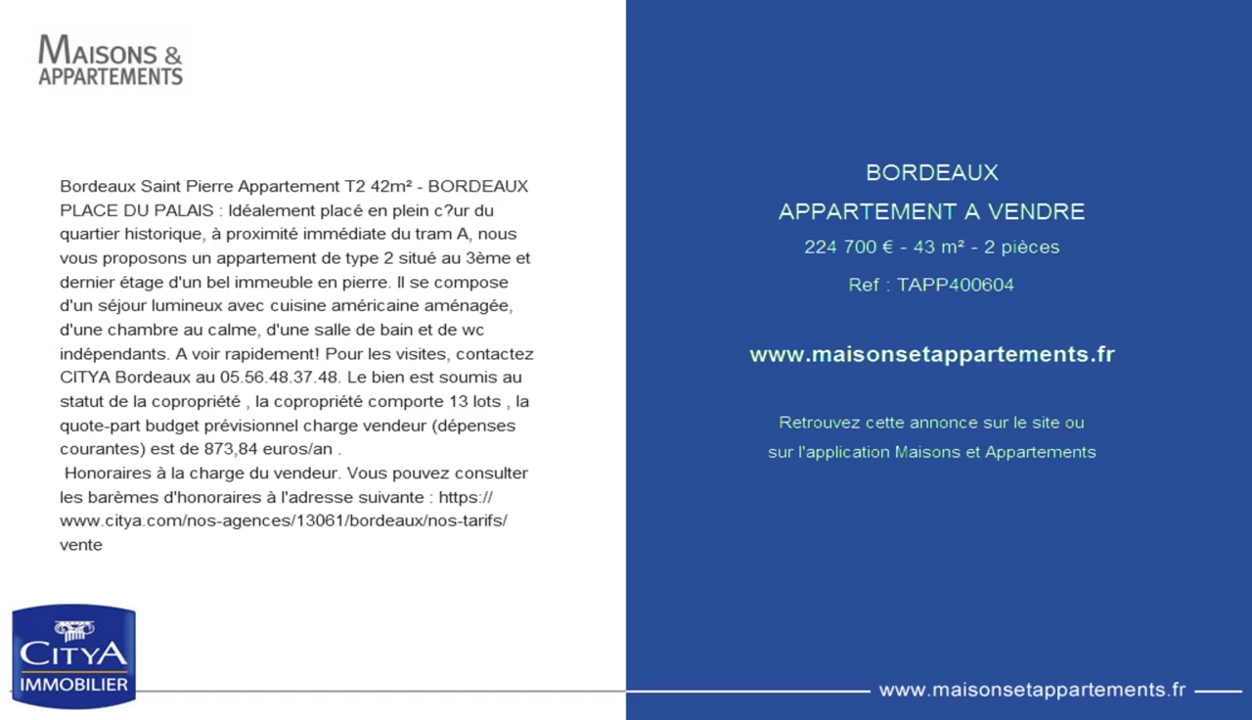 MAISONS &
APPARTEMENTS
Bordeaux Saint Pierre Appartement T2 42m² - BORDEAUX
PLACE DU PALAIS : Idéalement placé en plein c?ur du
quartier historique, à proximité immédiate du tram A, nous
vous proposons un appartement de type 2 situé au 3ème et
dernier étage d'un bel immeuble en pierre. Il se compose
d'un séjour lumineux avec cuisine américaine aménagée,
d'une chambre au calme, d'une salle de bain et de wc
indépendants. A voir rapidement! Pour les visites, contactez
CITYA Bordeaux au 05.56.48.37.48. Le bien est soumis au
statut de la copropriété , la copropriété comporte 13 lots , la
quote-part budget prévisionnel charge vendeur (dépenses
courantes) est de 873,84 euros/an .
Honoraires à la charge du vendeur. Vous pouvez consulter
les barèmes d'honoraires à l'adresse suivante : https://
www.citya.com/nos-agences/13061/bordeaux/nos-tarifs/
vente
BORDEAUX
APPARTEMENT A VENDRE
224 700 € - 43 m² - 2 pièces
Ref : TAPP400604
www.maisonsetappartements.fr
Retrouvez cette annonce sur le site ou
sur l'application Maisons et Appartements
CITYA
IMMOBILIER
www.maisonsetappartements.fr